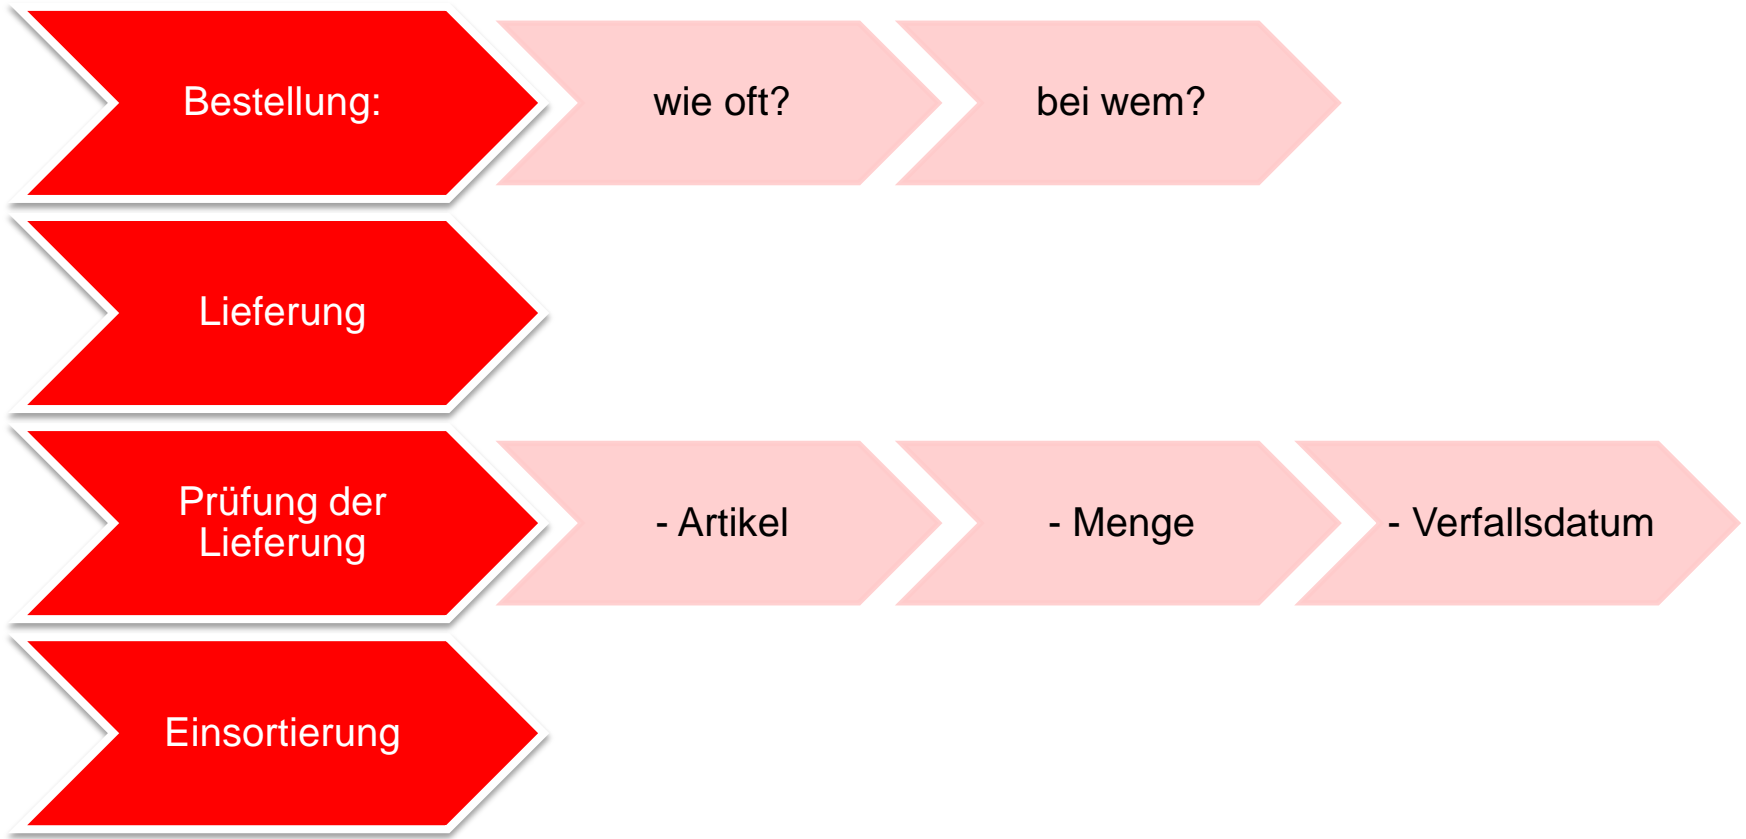 Bestellung:
wie oft?
bei wem?
Lieferung
Prüfung der
Lieferung
- Artikel
- Menge
- Verfallsdatum
Einsortierung